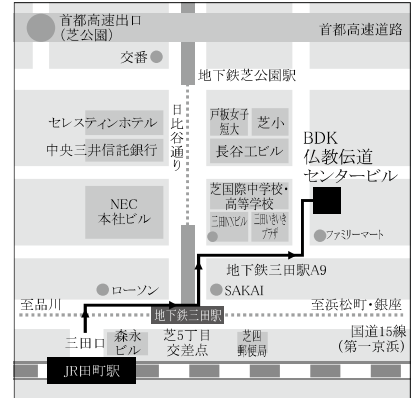 首都高速出口
(芝公園)
首都高速道路
交番
地下鉄芝公園駅
日比谷通り
セレスティンホテル
中央三井信託銀行
戸板女子
短大
芝小
長谷工ビル
BDK
仏教伝道
センタービル
芝国際中学校・
高等学校
三田NNビル
三田いきいき
プラザ
NEC
本社ビル
ファミリーマート
地下鉄三田駅A9
ローソン
SAKAI
至品川
至浜松町・銀座
地下鉄三田駅
国道15線
(第一京浜)
三田口
森永
ビル
芝5丁目
交差点
芝四
郵便局
JR田町駅